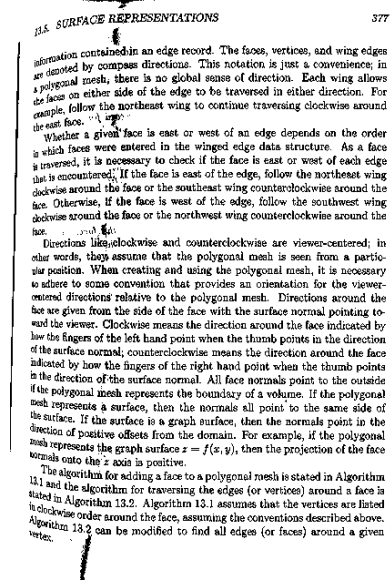 13.5. SURFACE REPRESENTATIONS 377
information contained in an edge record. The faces, vertices, and wing edges
are denoted by compass directions. This notation is just a convenience; in
a polygonal mesh, there is no global sense of direction. Each wing allows
the faces on either side of the edge to be traversed in either direction. For
example, follow the northeast wing to continue traversing clockwise around
the east face.
Whether a given face is east or west of an edge depends on the order
in which faces were entered in the winged edge data structure. As a face
is traversed, it is necessary to check if the face is east or west of each edge
that is encountered. If the face is east of the edge, follow the northeast wing
clockwise around the face or the southeast wing counterclockwise around the
face. Otherwise, if the face is west of the edge, follow the southwest wing
clockwise around the face or the northwest wing counterclockwise around the
face.
Directions like clockwise and counterclockwise are viewer-centered; in
other words, they assume that the polygonal mesh is seen from a partic-
ular position. When creating and using the polygonal mesh, it is necessary
to adhere to some convention that provides an orientation for the viewer-
centered directions relative to the polygonal mesh. Directions around the
face are given from the side of the face with the surface normal pointing to-
ward the viewer. Clockwise means the direction around the face indicated by
how the fingers of the left hand point when the thumb points in the direction
of the surface normal; counterclockwise means the direction around the face
indicated by how the fingers of the right hand point when the thumb points
in the direction of the surface normal. All face normals point to the outside
if the polygonal mesh represents the boundary of a volume. If the polygonal
mesh represents a surface, then the normals all point to the same side of
the surface. If the surface is a graph surface, then the normals point in the
direction of positive offsets from the domain. For example, if the polygonal
mesh represents the graph surface z = f(x, y), then the projection of the face
normals onto the z axis is positive.
The algorithm for adding a face to a polygonal mesh is stated in Algorithm
13.1 and the algorithm for traversing the edges (or vertices) around a face is
stated in Algorithm 13.2. Algorithm 13.1 assumes that the vertices are listed
in clockwise order around the face, assuming the conventions described above.
Algorithm 13.2 can be modified to find all edges (or faces) around a given
vertex.